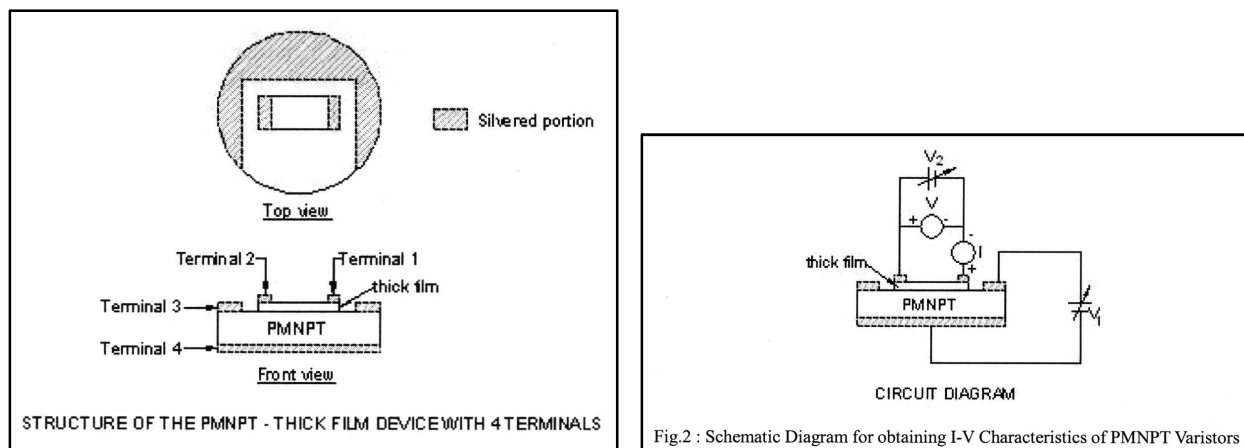 Silvered portion
Top view
Terminal 2
Terminal 1
thick film
Terminal 3
PMNPT
Terminal 4
Front view
STRUCTURE OF THE PMNPT - THICK FILM DEVICE WITH 4 TERMINALS
V2
V
+ -
-
I
+
thick film
PMNPT
V1
CIRCUIT DIAGRAM
Fig.2 : Schematic Diagram for obtaining I-V Characteristics of PMNPT Varistors